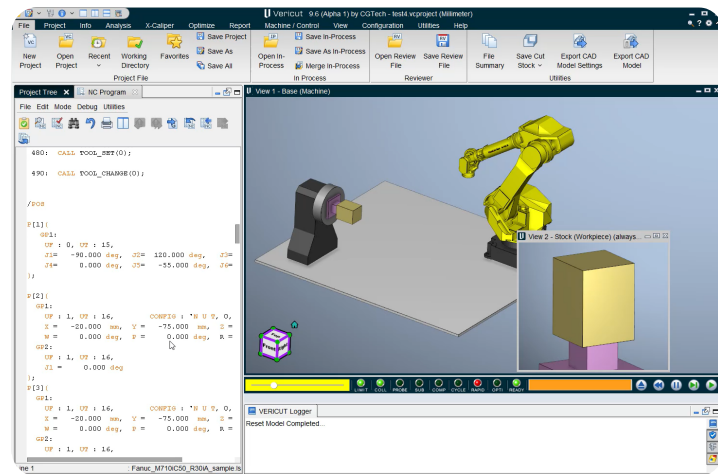 Vericut 9.6 (Alpha 1) by CGTech - test4.vcproject (Millimeter)
File Project Info Analysis X-Caliper Optimize Report Machine / Control View Configuration Utilities Help
New Project
Open Project
Recent
Working Directory
Favorites
Save Project
Save As
Save All
Project File
Open In-Process
Save In-Process
Save As In-Process
Merge In-Process
In Process
Open Review File
Save Review File
Reviewer
File Summary
Save Cut Stock
Export CAD Model Settings
Export CAD Model
Utilities
Project Tree NC Program
View 1 - Base (Machine)
File Edit Mode Debug Utilities
480: CALL TOOL_SET(0);
490: CALL TOOL_CHANGE(0);
/POS
P[1]{
GP1:
UF : 0, UT : 15,
J1= -90.000 deg, J2= 120.000 deg, J3=
J4= 0.000 deg, J5= -55.000 deg, J6=
};
P[2]{
GP1:
UF : 1, UT : 16, CONFIG : 'N U T, 0,
X = -20.000 mm, Y = -75.000 mm, Z =
W = 0.000 deg, P = 0.000 deg, R =
GP2:
UF : 1, UT : 16,
J1 = 0.000 deg
};
P[3]{
GP1:
UF : 1, UT : 16, CONFIG : 'N U T, 0,
X = -20.000 mm, Y = -75.000 mm, Z =
W = 0.000 deg, P = 0.000 deg, R =
GP2:
UF : 1, UT : 16,
ine 1 : Fanuc_M710iC50_R30iA_sample.ls
View 2 - Stock (Workpiece) (always...
Front Right
LIMIT COLL PROBE SUB COMP CYCLE RAPID OPTI READY
VERICUT Logger
Reset Model Completed...